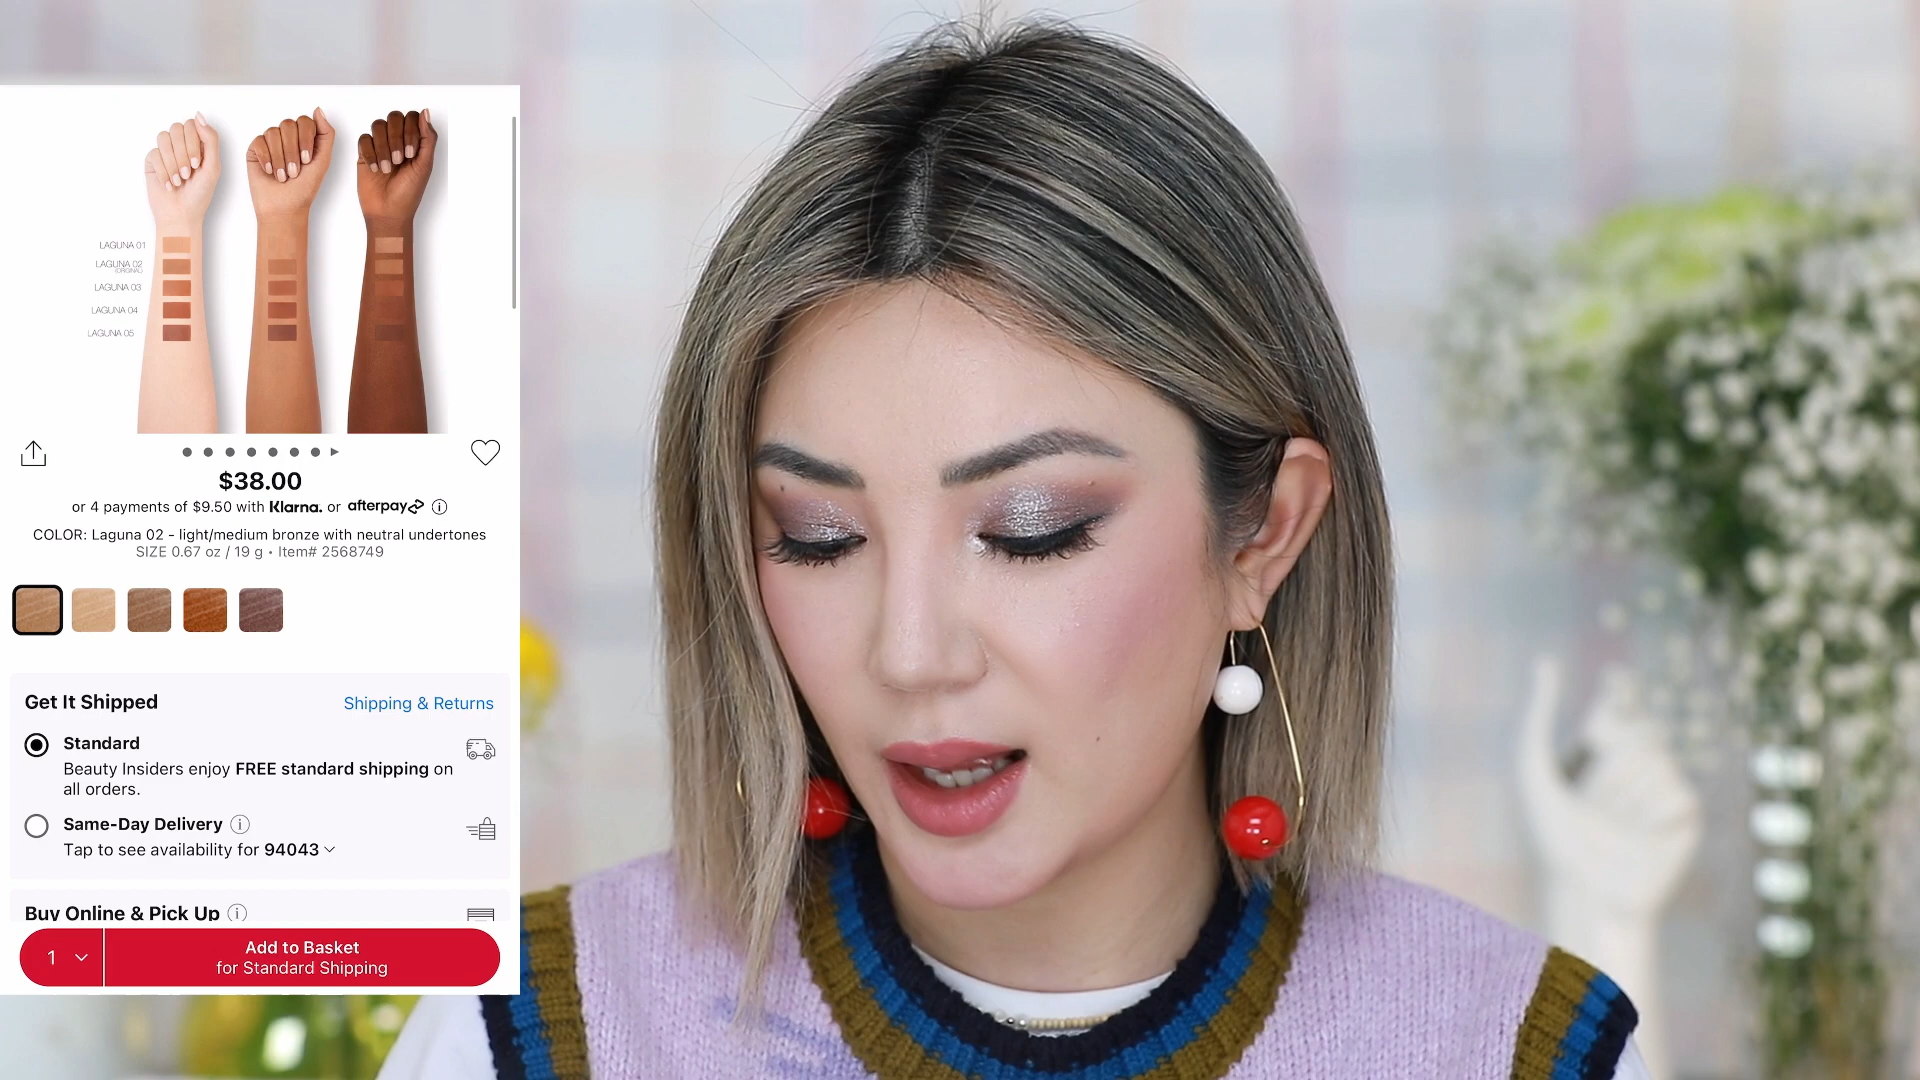 LAGUNA 01
LAGUNA 02
(ORIGINAL)
LAGUNA 03
LAGUNA 04
LAGUNA 05
$38.00
or 4 payments of $9.50 with Klarna. or afterpay
COLOR: Laguna 02 - light/medium bronze with neutral undertones
SIZE 0.67 oz / 19 g • Item# 2568749
Get It Shipped
Shipping & Returns
Standard
Beauty Insiders enjoy FREE standard shipping on
all orders.
Same-Day Delivery
Tap to see availability for 94043
Buy Online & Pick Up
1
Add to Basket
for Standard Shipping